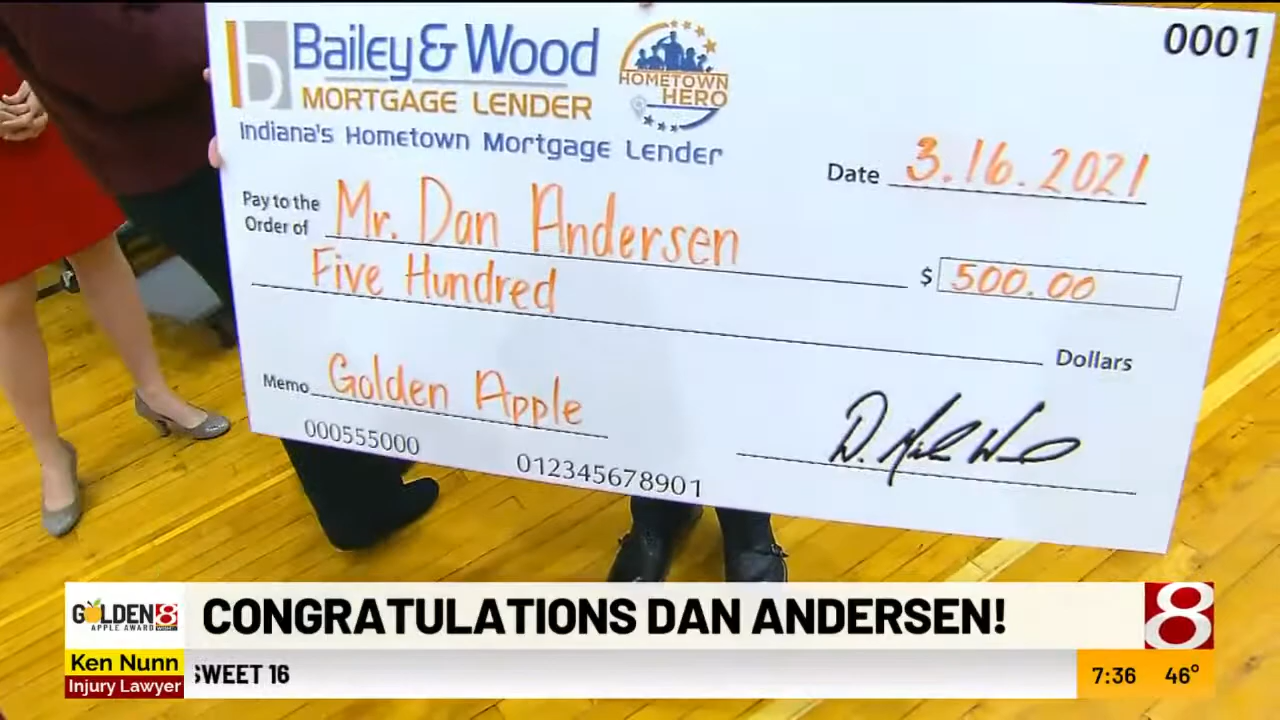 Bailey & Wood
MORTGAGE LENDER
Indiana's Hometown Mortgage Lender
HOMETOWN
HERO
0001
Date 3.16.2021
Pay to the
Order of Mr. Dan Andersen
$ 500.00
Five Hundred
Dollars
Memo Golden Apple
000555000
012345678901
GOLDEN 8
APPLE AWARD
CONGRATULATIONS DAN ANDERSEN!
8
Ken Nunn
Injury Lawyer
SWEET 16
7:36 46°